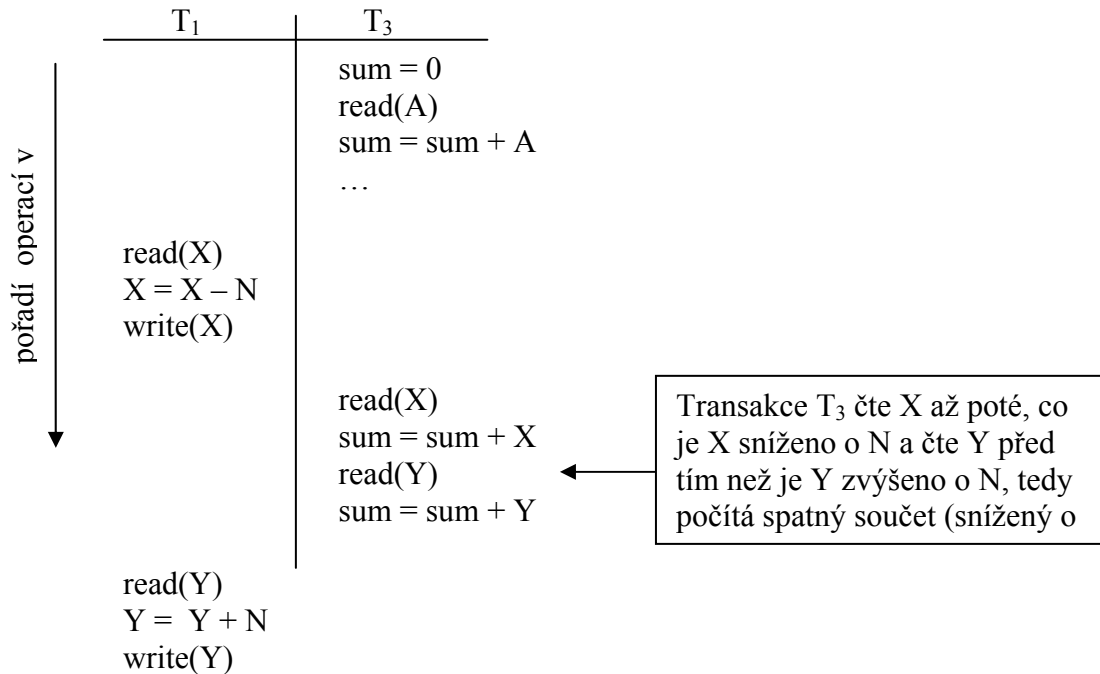 T₁ T₃
sum = 0
read(A)
sum = sum + A
…
read(X)
X = X – N
write(X)
read(X)
sum = sum + X
read(Y)
sum = sum + Y
read(Y)
Y = Y + N
write(Y)
pořadí operací v
Transakce T₃ čte X až poté, co
je X sníženo o N a čte Y před
tím než je Y zvýšeno o N, tedy
počítá spatný součet (snížený o